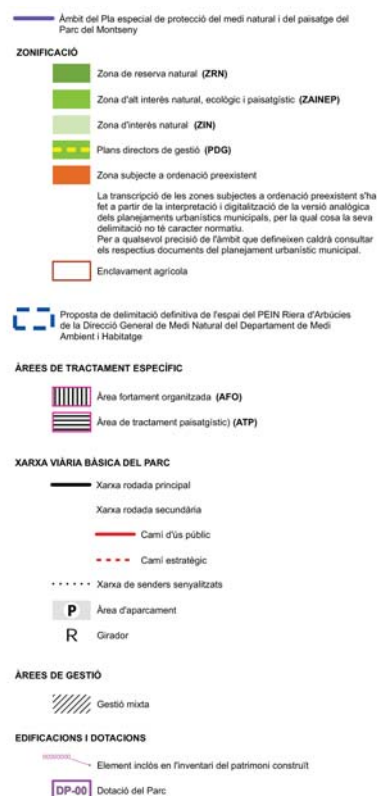 Àmbit del Pla especial de protecció del medi natural i del paisatge del
Parc del Montseny
ZONIFICACIÓ
Zona de reserva natural (ZRN)
Zona d'alt interès natural, ecològic i paisatgístic (ZAINEP)
Zona d'interès natural (ZIN)
Plans directors de gestió (PDG)
Zona subjecte a ordenació preexistent
La transcripció de les zones subjectes a ordenació preexistent s'ha
fet a partir de la interpretació i digitalització de la versió analògica
dels planejaments urbanístics municipals, per la qual cosa la seva
delimitació no té caracter normatiu.
Per a qualsevol precisió de l'àmbit que defineixen caldrà consultar
els respectius documents del planejament urbanístic municipal.
Enclavament agrícola
Proposta de delimitació definitiva de l'espai del PEIN Riera d'Arbúcies
de la Direcció General de Medi Natural del Departament de Medi
Ambient i Habitatge
ÀREES DE TRACTAMENT ESPECÍFIC
Àrea fortament organitzada (AFO)
Àrea de tractament paisatgístic) (ATP)
XARXA VIÀRIA BÀSICA DEL PARC
Xarxa rodada principal
Xarxa rodada secundària
Camí d'ús públic
Camí estratègic
Xarxa de senders senyalitzats
P Àrea d'aparcament
R Girador
ÀREES DE GESTIÓ
Gestió mixta
EDIFICACIONS I DOTACIONS
Element inclòs en l'inventari del patrimoni construït
DP-00 Dotació del Parc